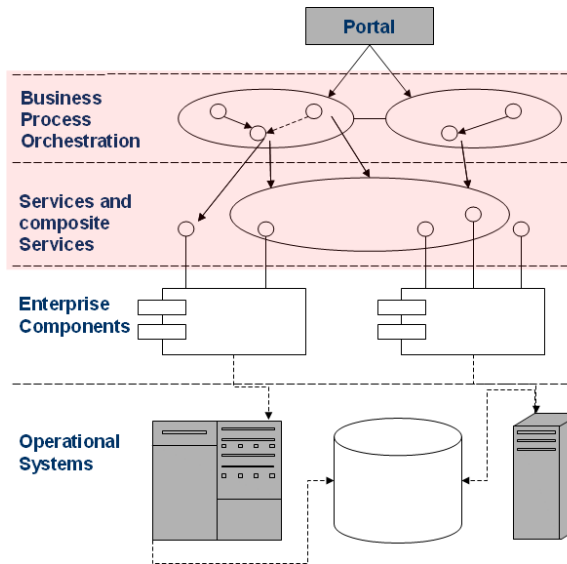 Portal
Business
Process
Orchestration
Services and
composite
Services
Enterprise
Components
Operational
Systems